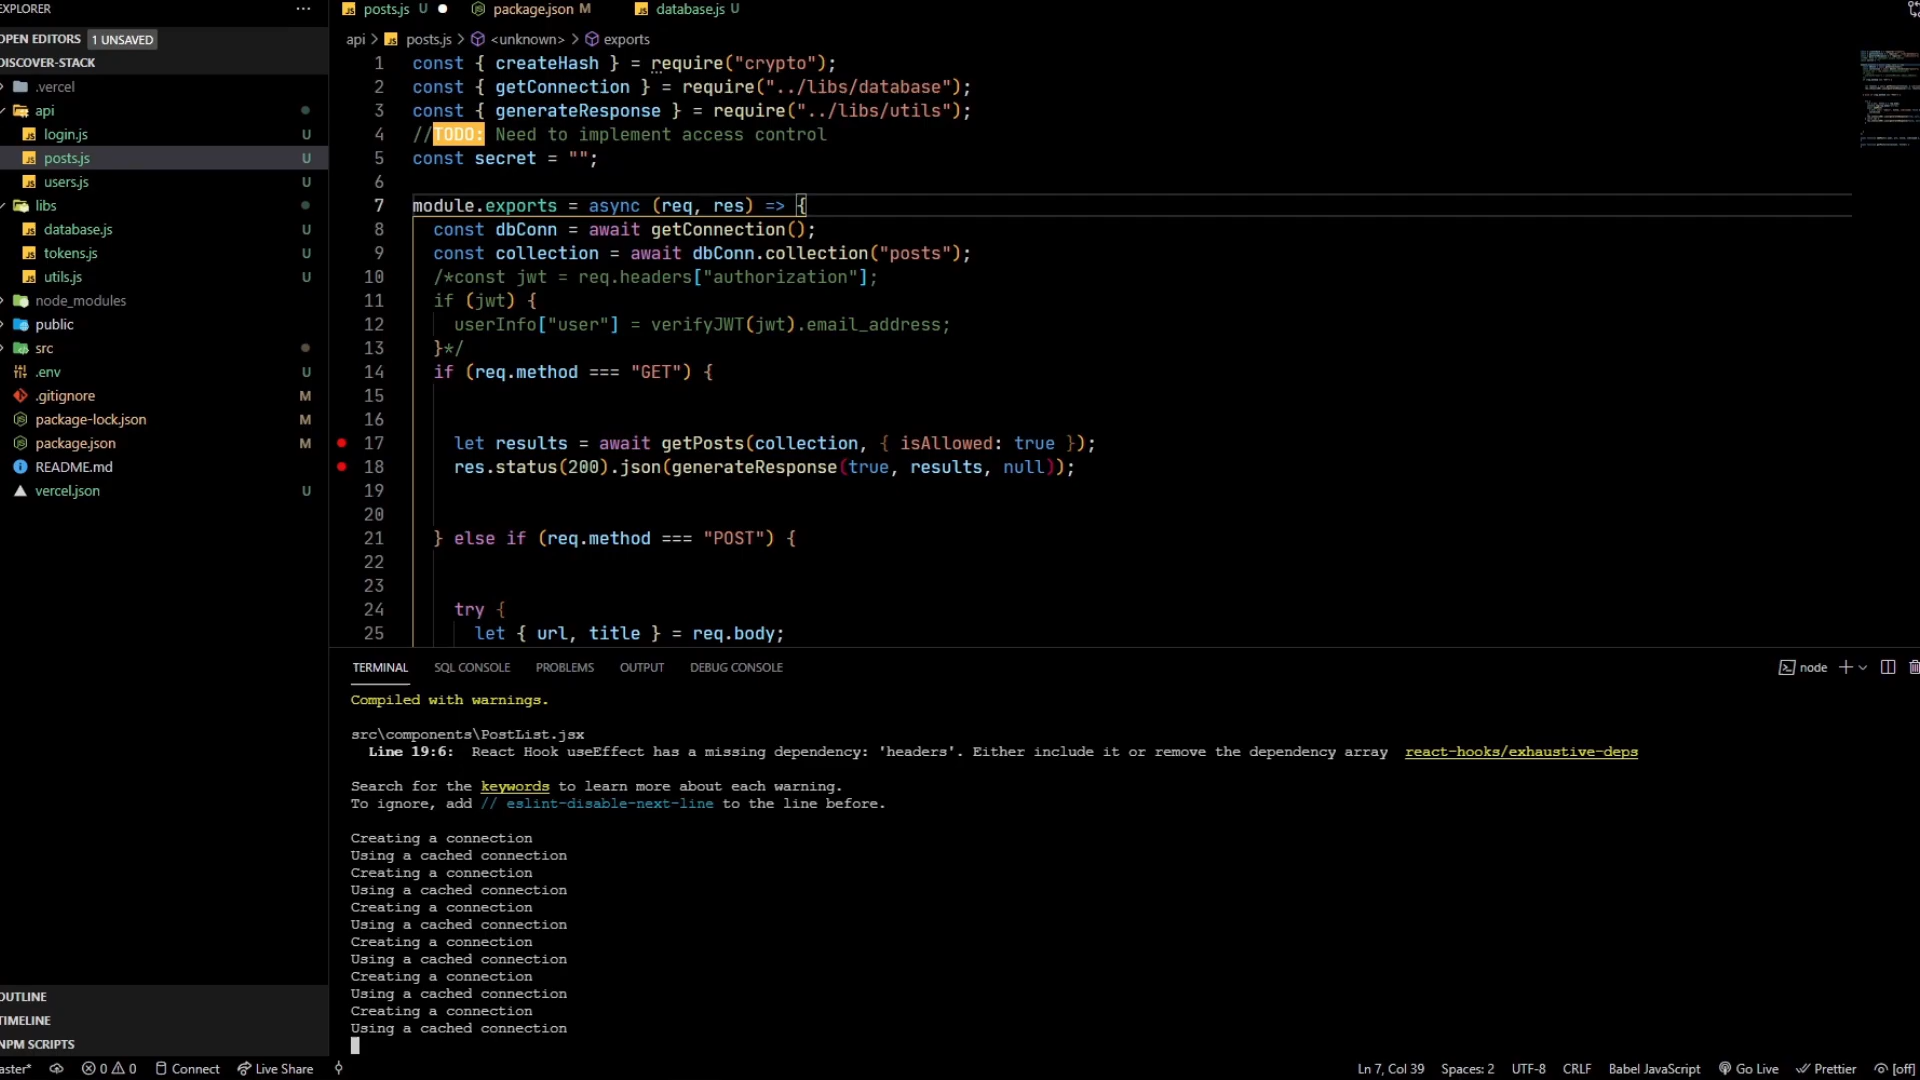 EXPLORER
OPEN EDITORS 1 UNSAVED
DISCOVER-STACK
.vercel
api
login.js U
posts.js U
users.js U
libs
database.js U
tokens.js U
utils.js U
node_modules
public
src
.env U
.gitignore M
package-lock.json M
package.json M
README.md
vercel.json U
OUTLINE
TIMELINE
NPM SCRIPTS
posts.js U package.json M database.js U
api > posts.js > <unknown> > exports
1 const { createHash } = require("crypto");
2 const { getConnection } = require("../libs/database");
3 const { generateResponse } = require("../libs/utils");
4 //TODO: Need to implement access control
5 const secret = "";
6
7 module.exports = async (req, res) => {
8 const dbConn = await getConnection();
9 const collection = await dbConn.collection("posts");
10 /*const jwt = req.headers["authorization"];
11 if (jwt) {
12 userInfo["user"] = verifyJWT(jwt).email_address;
13 }*/
14 if (req.method === "GET") {
15
16
17 let results = await getPosts(collection, { isAllowed: true });
18 res.status(200).json(generateResponse(true, results, null));
19
20
21 } else if (req.method === "POST") {
22
23
24 try {
25 let { url, title } = req.body;
TERMINAL SQL CONSOLE PROBLEMS OUTPUT DEBUG CONSOLE node
Compiled with warnings.
src\components\PostList.jsx
Line 19:6: React Hook useEffect has a missing dependency: 'headers'. Either include it or remove the dependency array react-hooks/exhaustive-deps
Search for the keywords to learn more about each warning.
To ignore, add // eslint-disable-next-line to the line before.
Creating a connection
Using a cached connection
Creating a connection
Using a cached connection
Creating a connection
Using a cached connection
Creating a connection
Using a cached connection
Creating a connection
Using a cached connection
Creating a connection
Using a cached connection
aster* 0 0 Connect Live Share Ln 7, Col 39 Spaces: 2 UTF-8 CRLF Babel JavaScript Go Live Prettier [off]